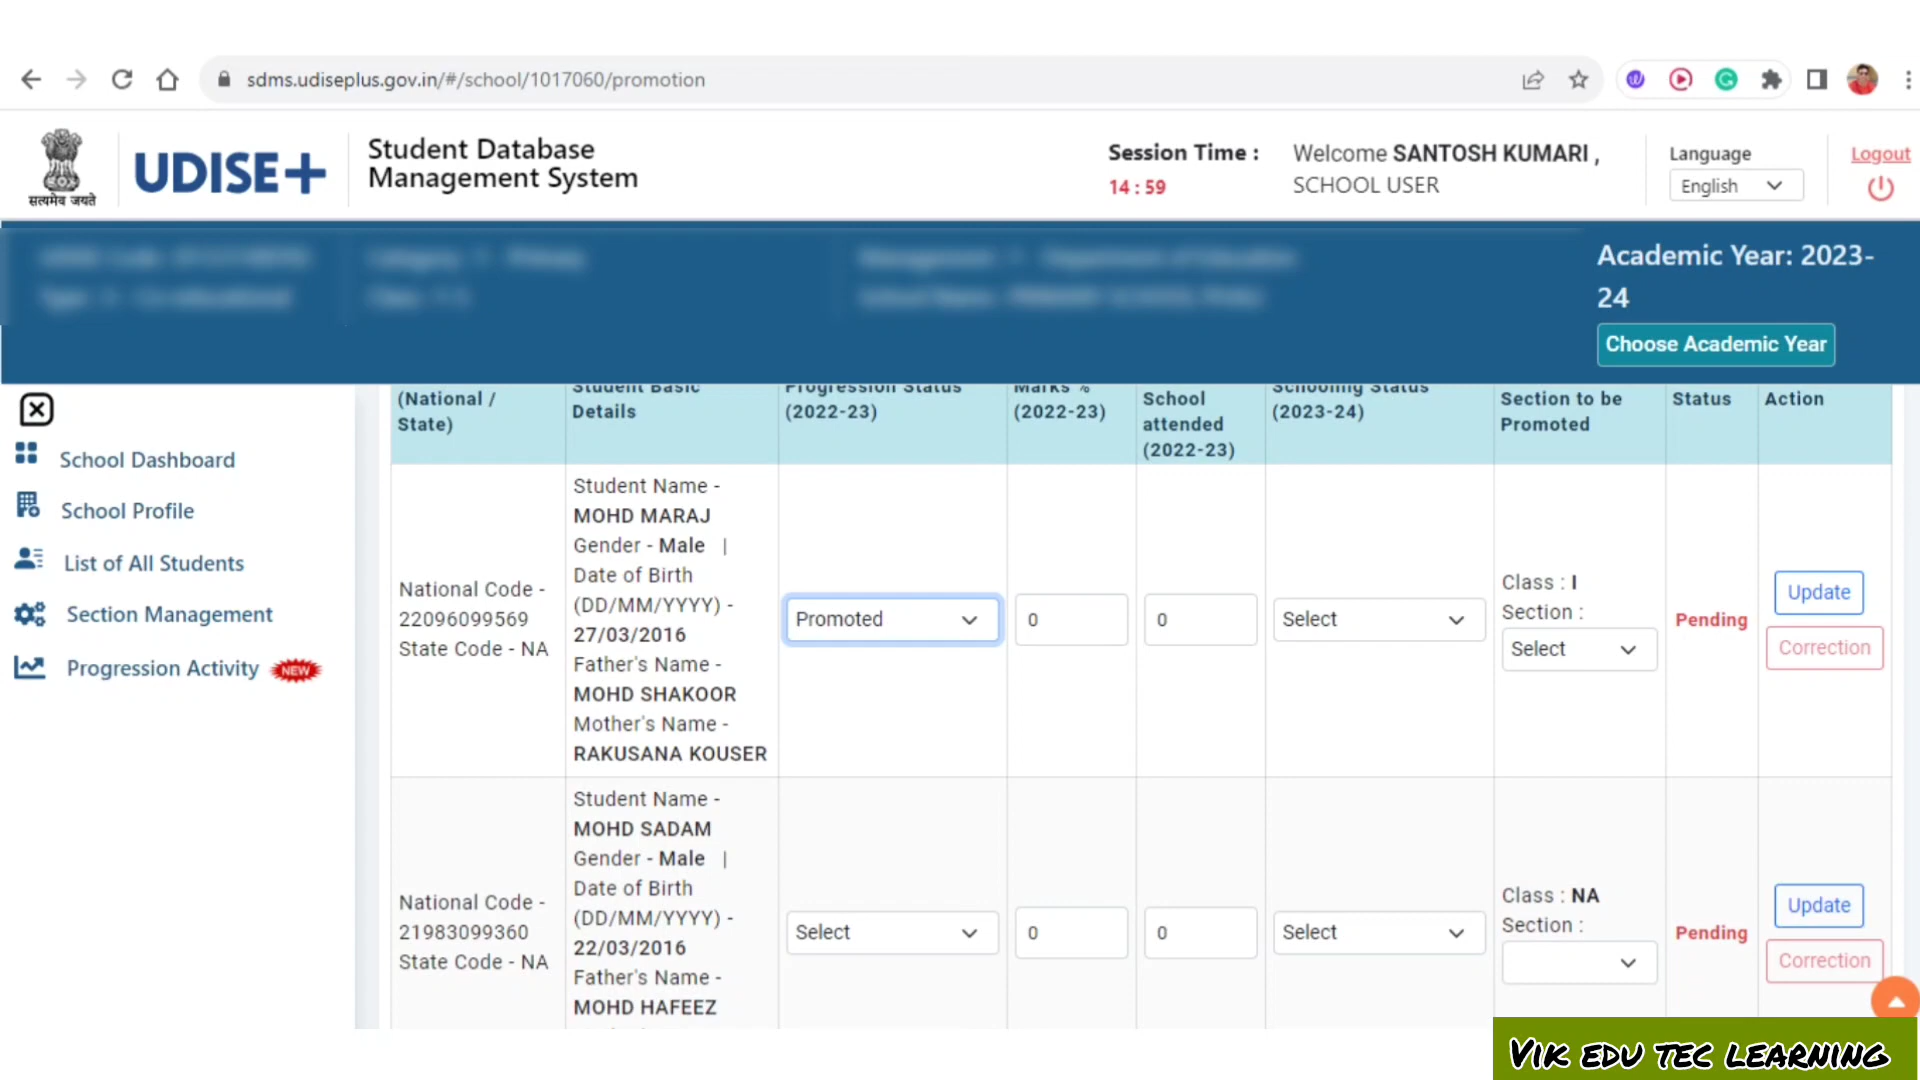 sdms.udiseplus.gov.in/#/school/1017060/promotion
सत्यमेव जयते
UDISE+
Student Database
Management System
Session Time :
14 : 59
Welcome SANTOSH KUMARI ,
SCHOOL USER
Language
English
Logout
Academic Year: 2023-
24
Choose Academic Year
School Dashboard
School Profile
List of All Students
Section Management
Progression Activity NEW
(National /
State)
Student Basic
Details
Progression Status
(2022-23)
Marks %
(2022-23)
School
attended
(2022-23)
Schooling Status
(2023-24)
Section to be
Promoted
Status
Action
National Code -
22096099569
State Code - NA
Student Name -
MOHD MARAJ
Gender - Male |
Date of Birth
(DD/MM/YYYY) -
27/03/2016
Father's Name -
MOHD SHAKOOR
Mother's Name -
RAKUSANA KOUSER
Promoted
0
0
Select
Class : I
Section :
Select
Pending
Update
Correction
National Code -
21983099360
State Code - NA
Student Name -
MOHD SADAM
Gender - Male |
Date of Birth
(DD/MM/YYYY) -
22/03/2016
Father's Name -
MOHD HAFEEZ
Select
0
0
Select
Class : NA
Section :
Pending
Update
Correction
VIK EDU TEC LEARNING